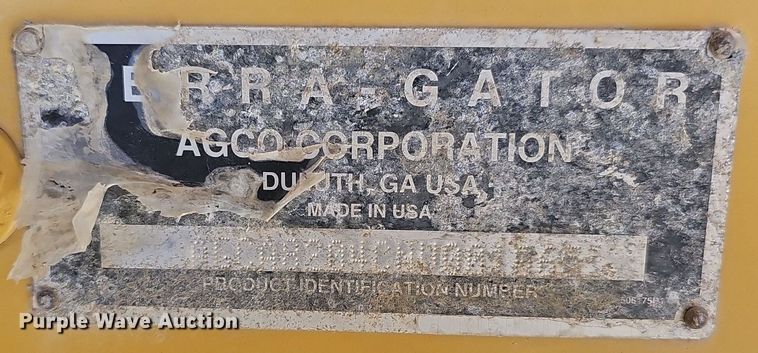 ERRA-GATOR
AGCO CORPORATION
DULUTH, GA USA
MADE IN USA
PRODUCT IDENTIFICATION NUMBER
Purple Wave Auction